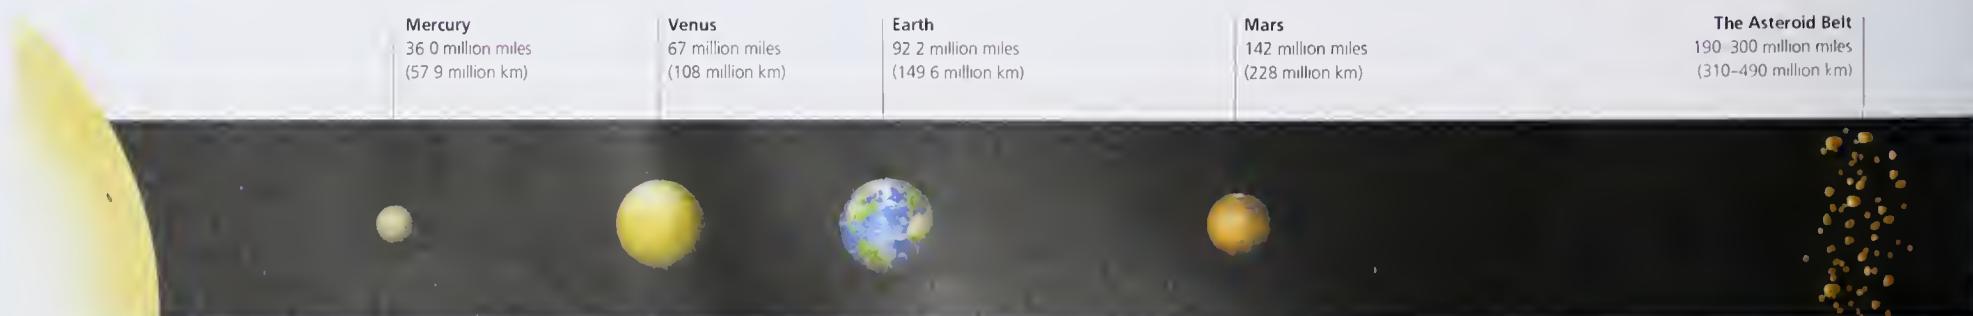 Mercury
36 0 million miles
(57 9 million km)
Venus
67 million miles
(108 million km)
Earth
92 2 million miles
(149 6 million km)
Mars
142 million miles
(228 million km)
The Asteroid Belt
190 300 million miles
(310–490 million km)